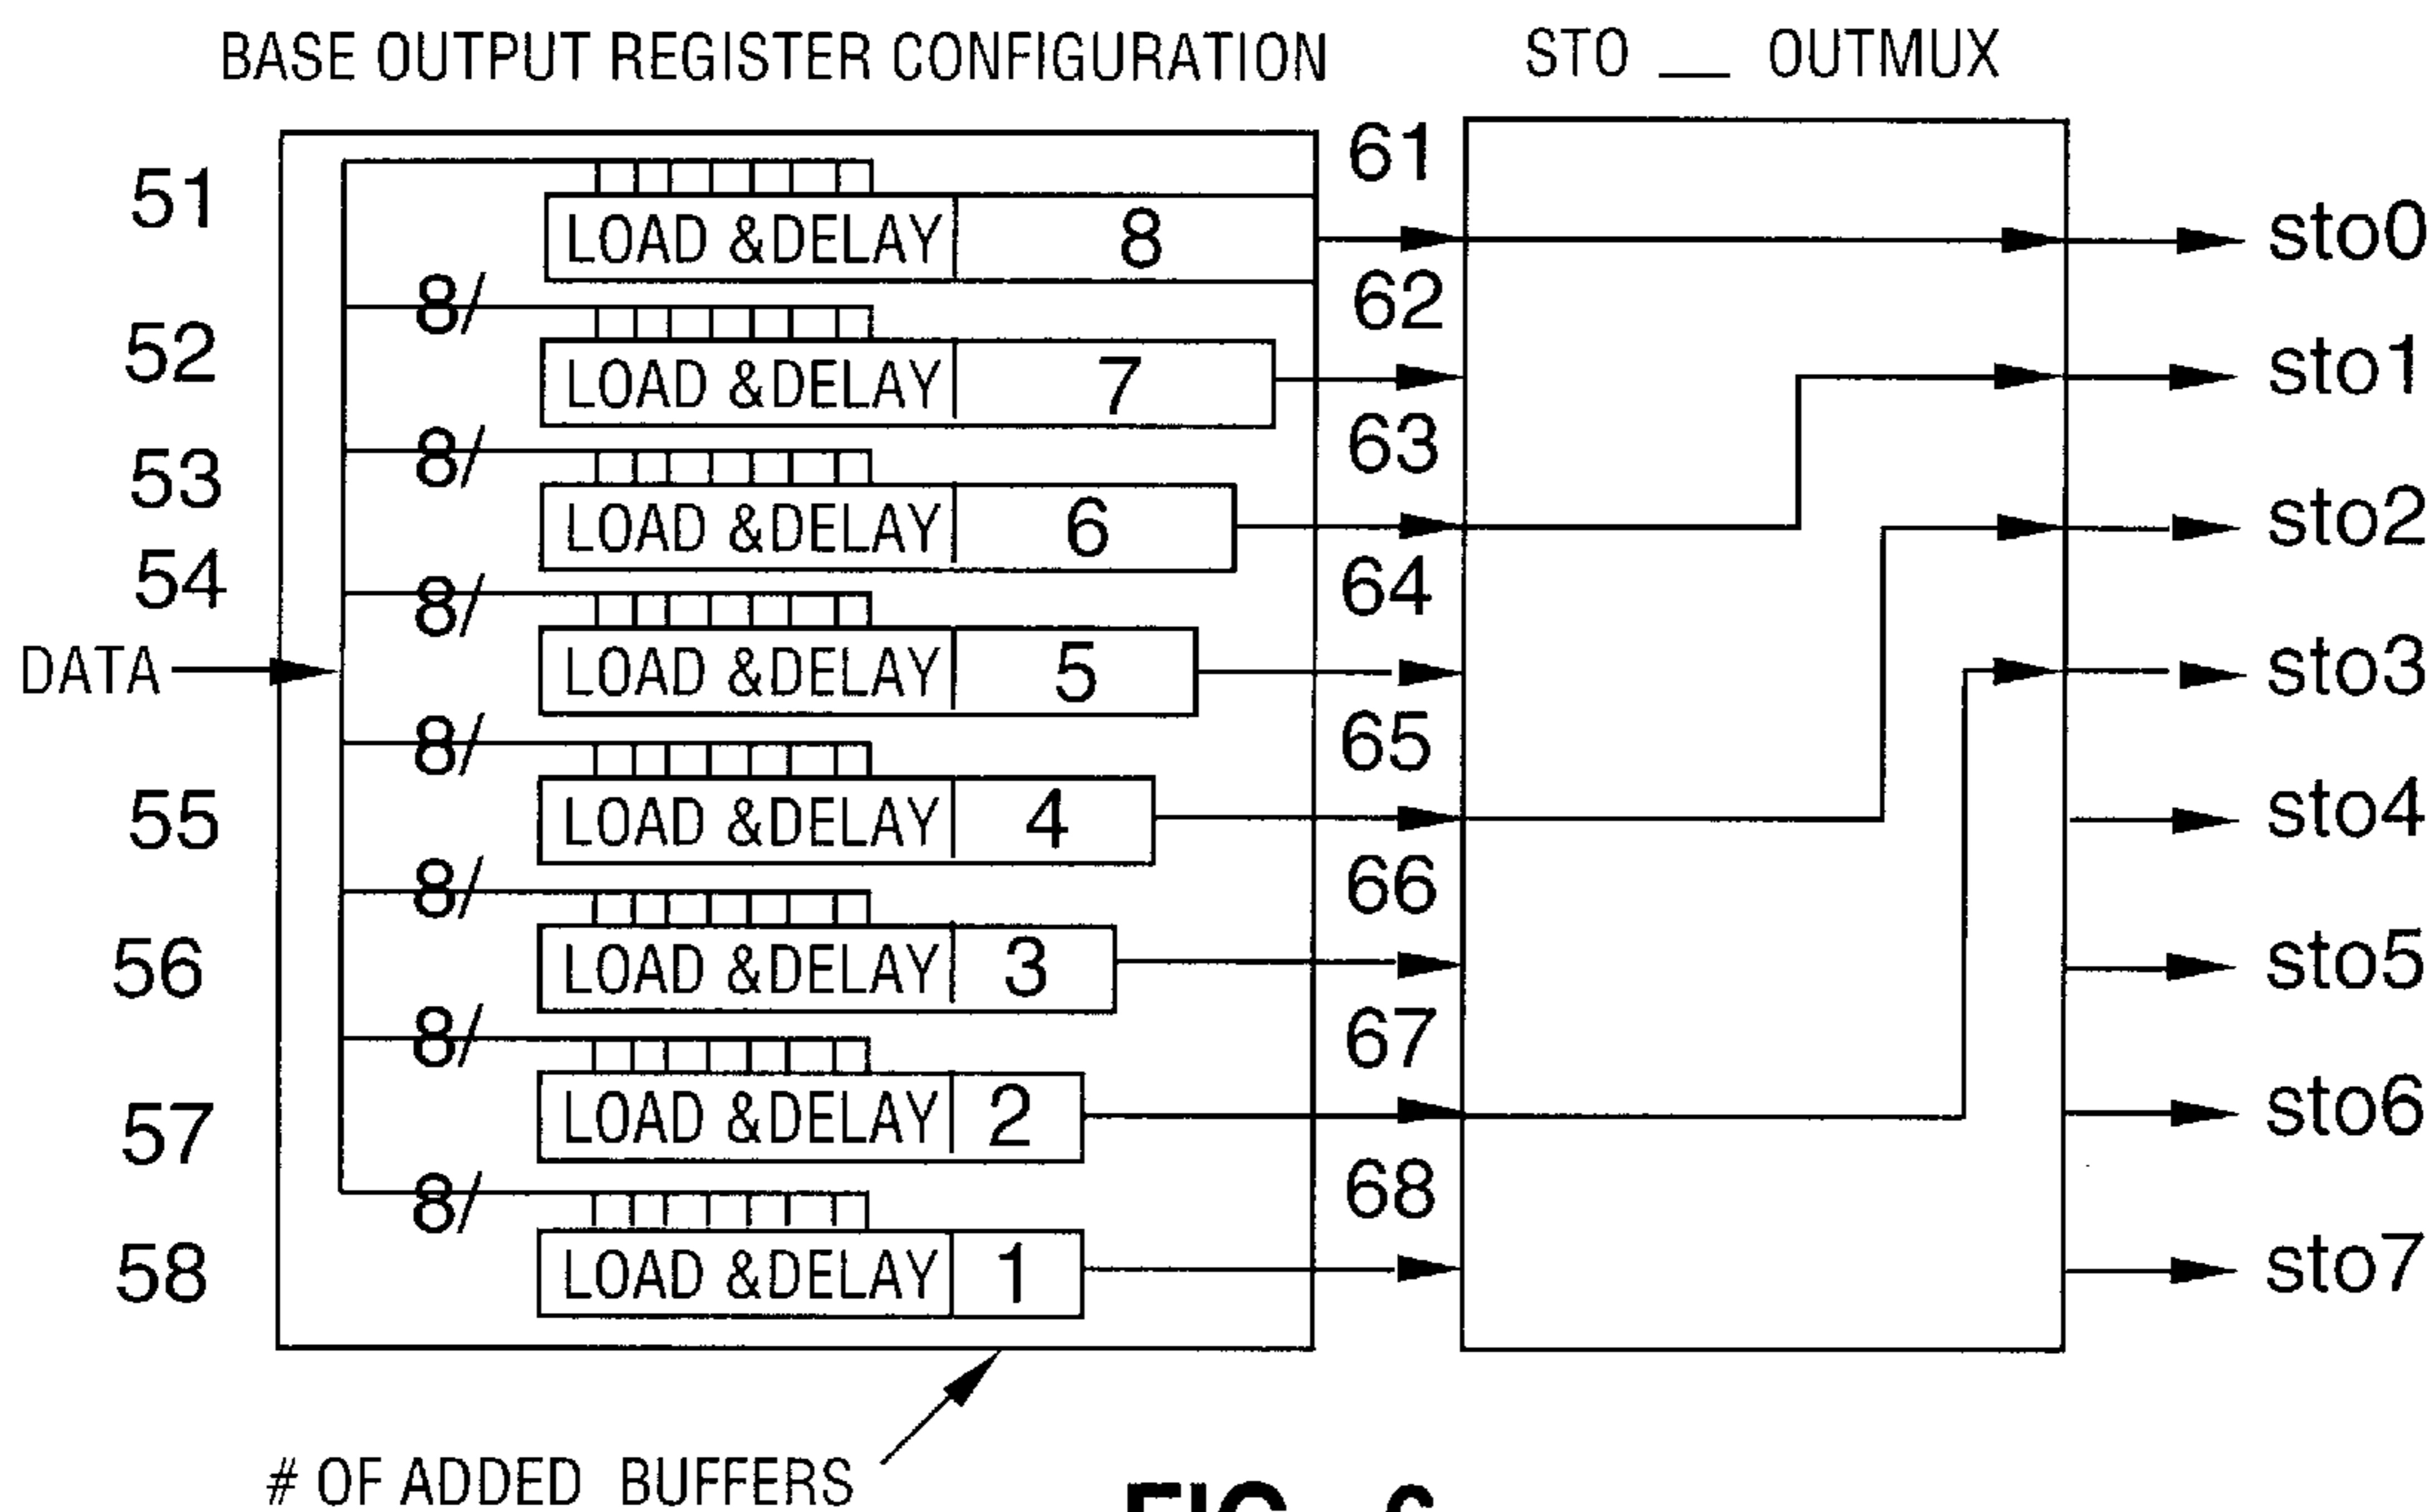 BASE OUTPUT REGISTER CONFIGURATION
STO __ OUTMUX
51
LOAD &DELAY 8
61
sto0
8/
52
LOAD &DELAY 7
62
sto1
8/
53
LOAD &DELAY 6
63
sto2
8/
54
LOAD &DELAY 5
64
sto3
DATA
8/
55
LOAD &DELAY 4
65
sto4
8/
56
LOAD &DELAY 3
66
sto5
8/
57
LOAD &DELAY 2
67
sto6
8/
58
LOAD &DELAY 1
68
sto7
# OF ADDED BUFFERS
FIG. 6